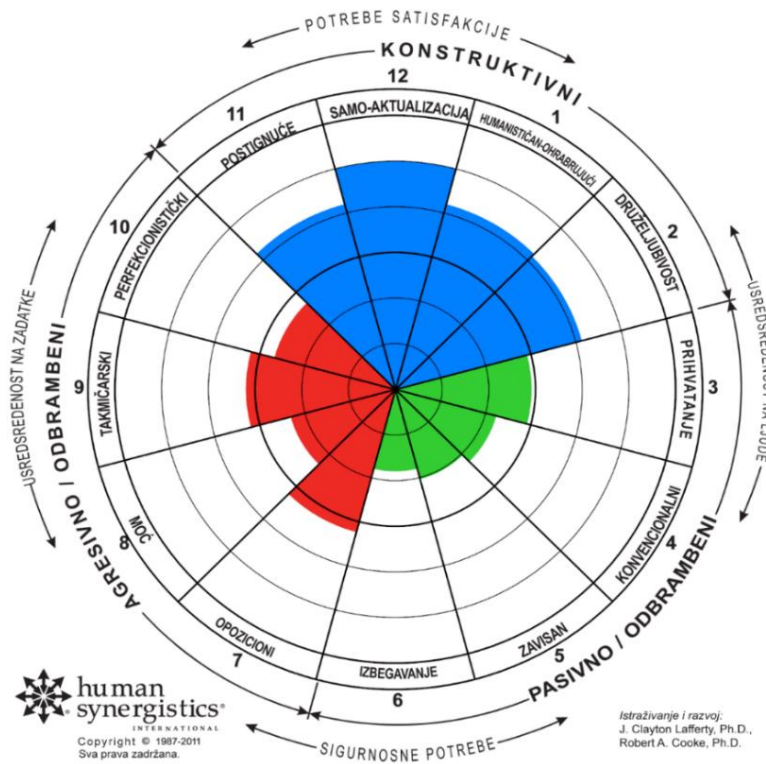 POTREBE SATISFAKCIJE
KONSTRUKTIVNI
12
SAMO-AKTUALIZACIJA
1
HUMANISTIČAN-OHRABRUJUĆI
2
DRUŽELJUBIVOST
3
PRIHVATANJE
USREDSREĐENOST NA LJUDE
4
KONVENCIONALNI
5
ZAVISAN
PASIVNO / ODBRAMBENI
6
IZBEGAVANJE
SIGURNOSNE POTREBE
7
OPOZICIONI
8
MOĆ
9
TAKMIČARSKI
AGRESIVNO / ODBRAMBENI
USREDSREĐENOST NA ZADATKE
10
PERFEKCIONISTIČKI
11
POSTIGNUĆE
human
synergistics®
INTERNATIONAL
Copyright © 1987-2011
Sva prava zadržana.
Istraživanje i razvoj:
J. Clayton Lafferty, Ph.D.,
Robert A. Cooke, Ph.D.